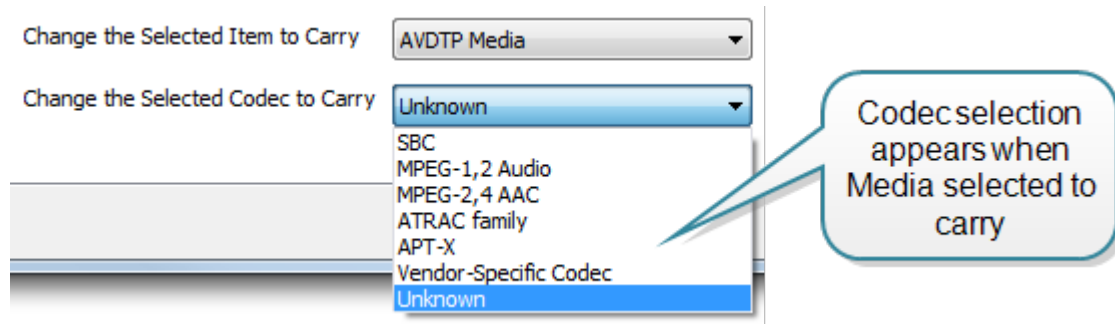 Change the Selected Item to Carry AVDTP Media
Change the Selected Codec to Carry Unknown
SBC
MPEG-1,2 Audio
MPEG-2,4 AAC
ATRAC family
APT-X
Vendor-Specific Codec
Unknown
Codec selection
appears when
Media selected to
carry